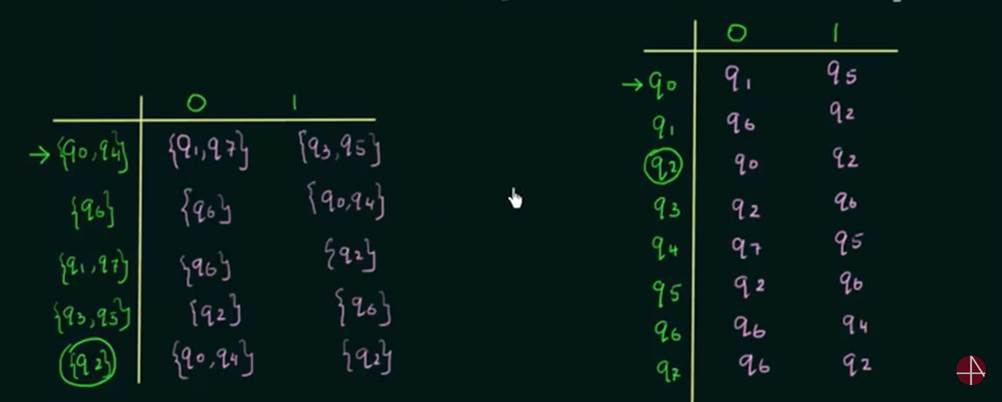 0 1
→ {q0,q4} {q1,q7} {q3,q5}
{q6} {q6} {q0,q4}
{q1,q7} {q6} {q2}
{q3,q5} {q2} {q6}
{q2} {q0,q4} {q2}
0 1
→ q0 q1 q5
q1 q6 q2
q2 q0 q2
q3 q2 q6
q4 q7 q5
q5 q2 q6
q6 q6 q4
q7 q6 q2